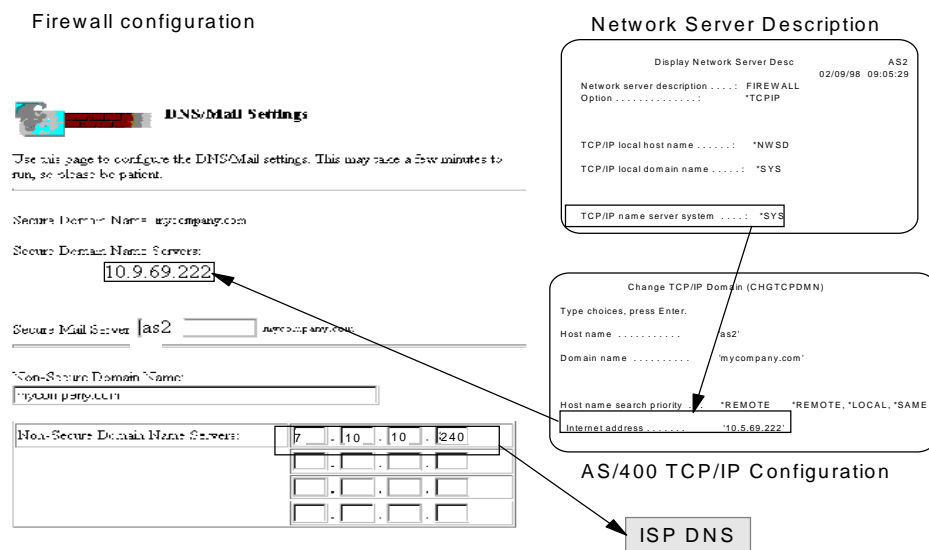 Firewall configuration
DNS/Mail Settings
Use this page to configure the DNS/Mail settings. This may take a few minutes to
run, so please be patient.
Secure Domain Name mycompany.com
Secure Domain Name Servers:
10.9.69.222
Secure Mail Server as2 .mycompany.com
Non-Secure Domain Name:
mycompany.com
Non-Secure Domain Name Servers: 7 . 10 . 10 . 240
Network Server Description
Display Network Server Desc AS2
02/09/98 09:05:29
Network server description . . . . : FIREWALL
Option . . . . . . . . . . . . . . : *TCPIP
TCP/IP local host name . . . . . . : *NWSD
TCP/IP local domain name . . . . . : *SYS
TCP/IP name server system . . . . : *SYS
Change TCP/IP Domain (CHGTCPDMN)
Type choices, press Enter.
Host name . . . . . . . . . . . 'as2'
Domain name . . . . . . . . . . 'mycompany.com'
Host name search priority . . . *REMOTE *REMOTE, *LOCAL, *SAME
Internet address . . . . . . . '10.5.69.222'
AS/400 TCP/IP Configuration
ISP DNS